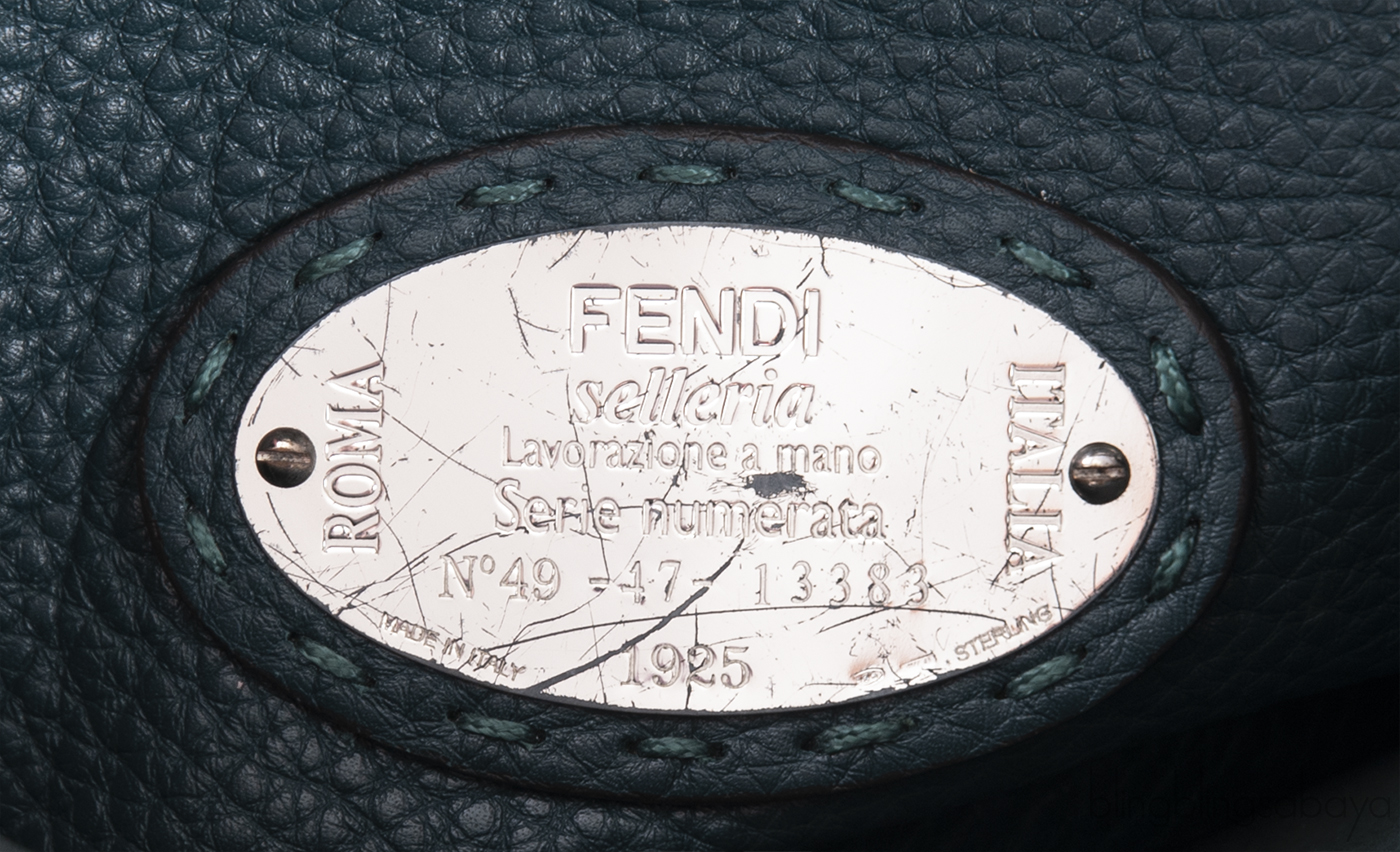 FENDI
selleria
Lavorazione a mano
Serie numerata
N°49 -47- 13383
1925
ROMA
ITALIA
MADE IN ITALY
STERLING